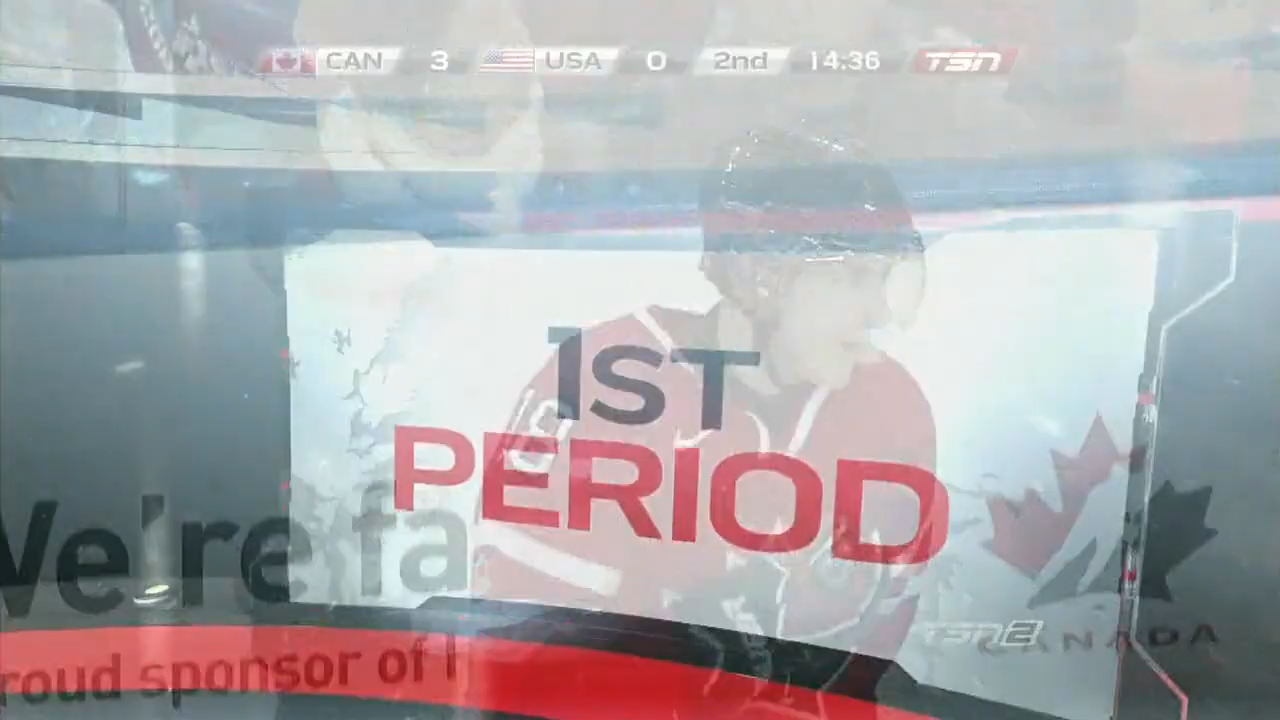 CAN 3 USA 0 2nd 14:36 TSN
1ST
PERIOD
We're fa
roud sponsor of
TSN2
CANADA